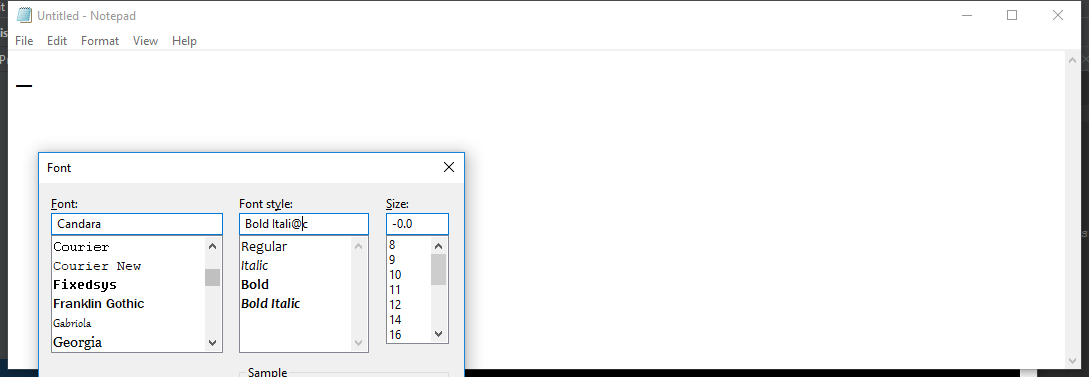 Untitled - Notepad
File Edit Format View Help
—
Font
Font: Font style: Size:
Candara Bold Itali@c -0.0
Courier Regular 8
Courier New Italic 9
Fixedsys Bold 10
Franklin Gothic Bold Italic 11
Gabriola 12
Georgia 14
16
Sample